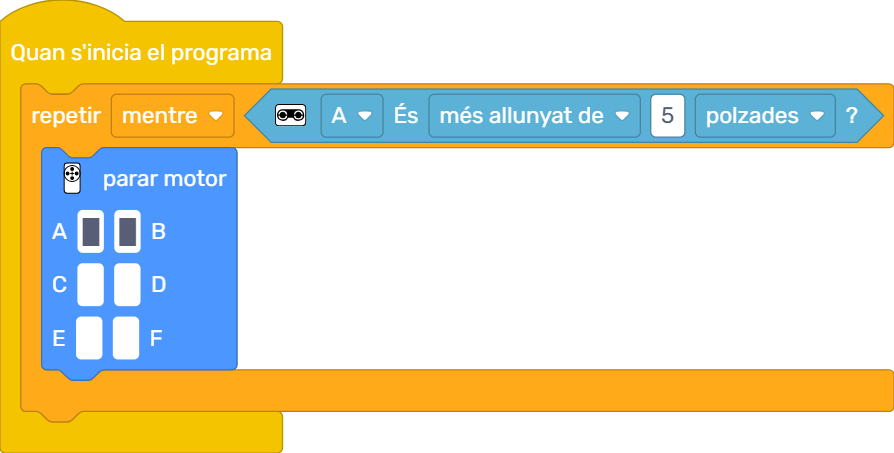 Quan s'inicia el programa
repetir mentre A És més allunyat de 5 polzades ?
parar motor
A B
C D
E F